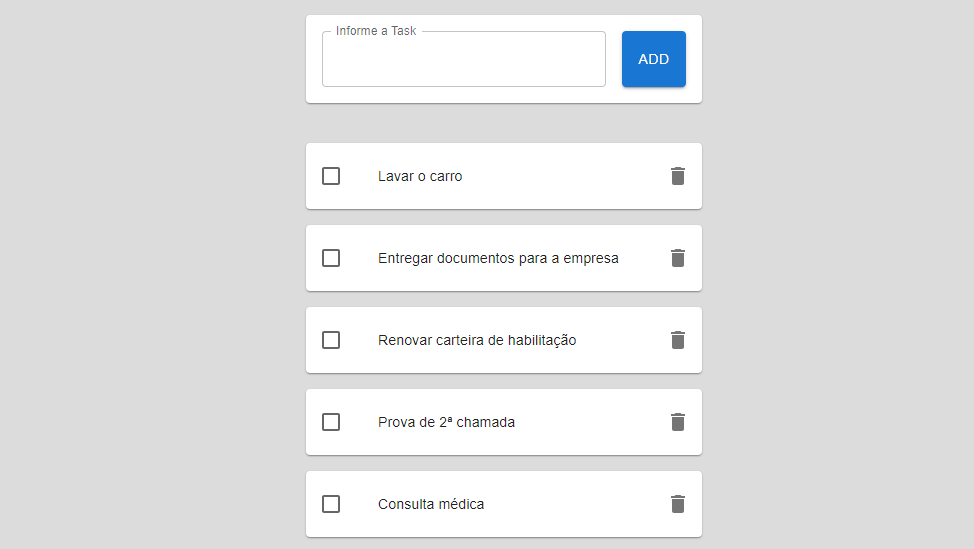 Informe a Task
ADD
Lavar o carro
Entregar documentos para a empresa
Renovar carteira de habilitação
Prova de 2ª chamada
Consulta médica